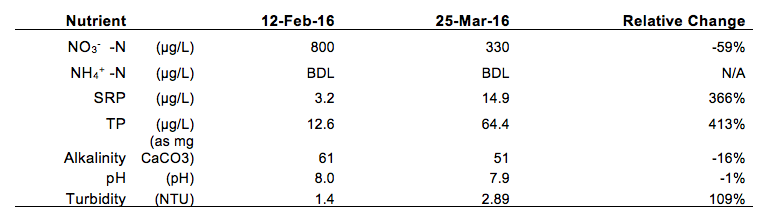 Nutrient 12-Feb-16 25-Mar-16 Relative Change
NO₃⁻ -N (µg/L) 800 330 -59%
NH₄⁺ -N (µg/L) BDL BDL N/A
SRP (µg/L) 3.2 14.9 366%
TP (µg/L) 12.6 64.4 413%
(as mg
Alkalinity CaCO3) 61 51 -16%
pH (pH) 8.0 7.9 -1%
Turbidity (NTU) 1.4 2.89 109%